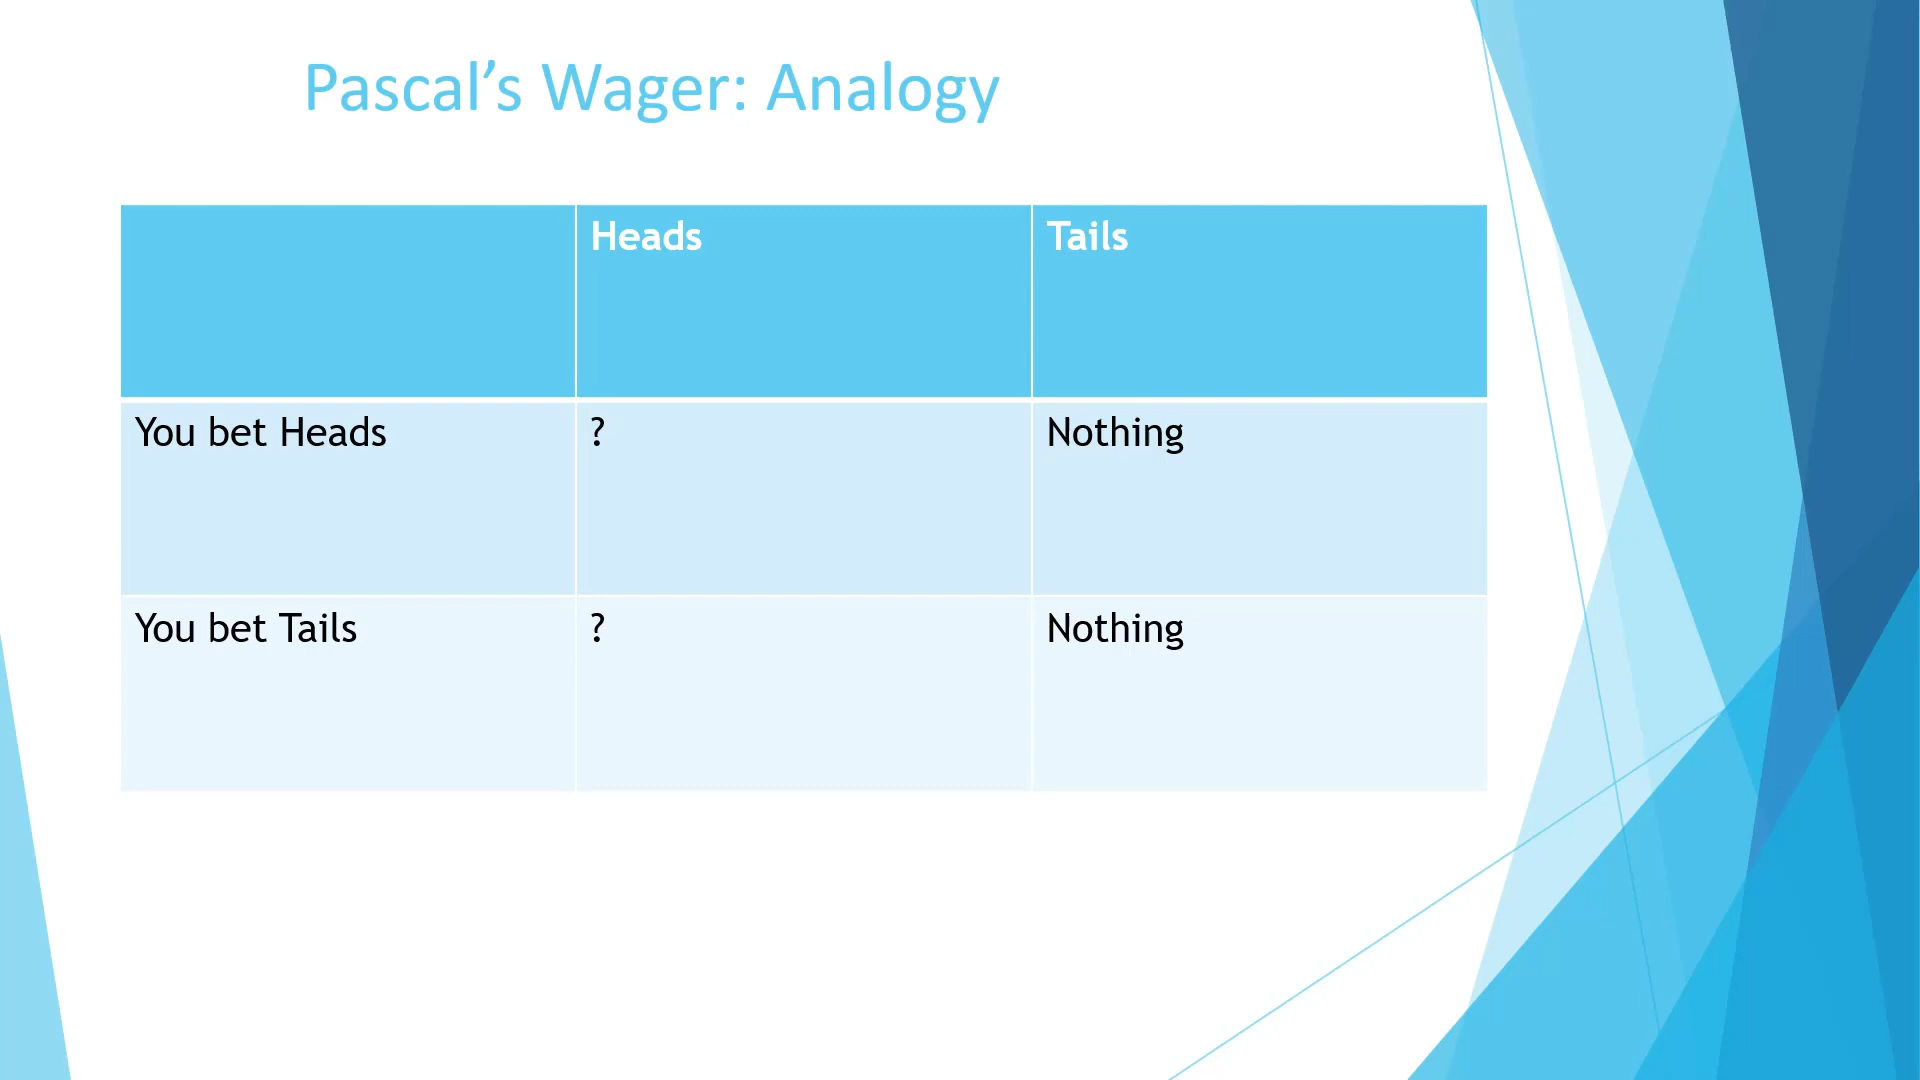 Pascal’s Wager: Analogy
Heads Tails
You bet Heads ? Nothing
You bet Tails ? Nothing